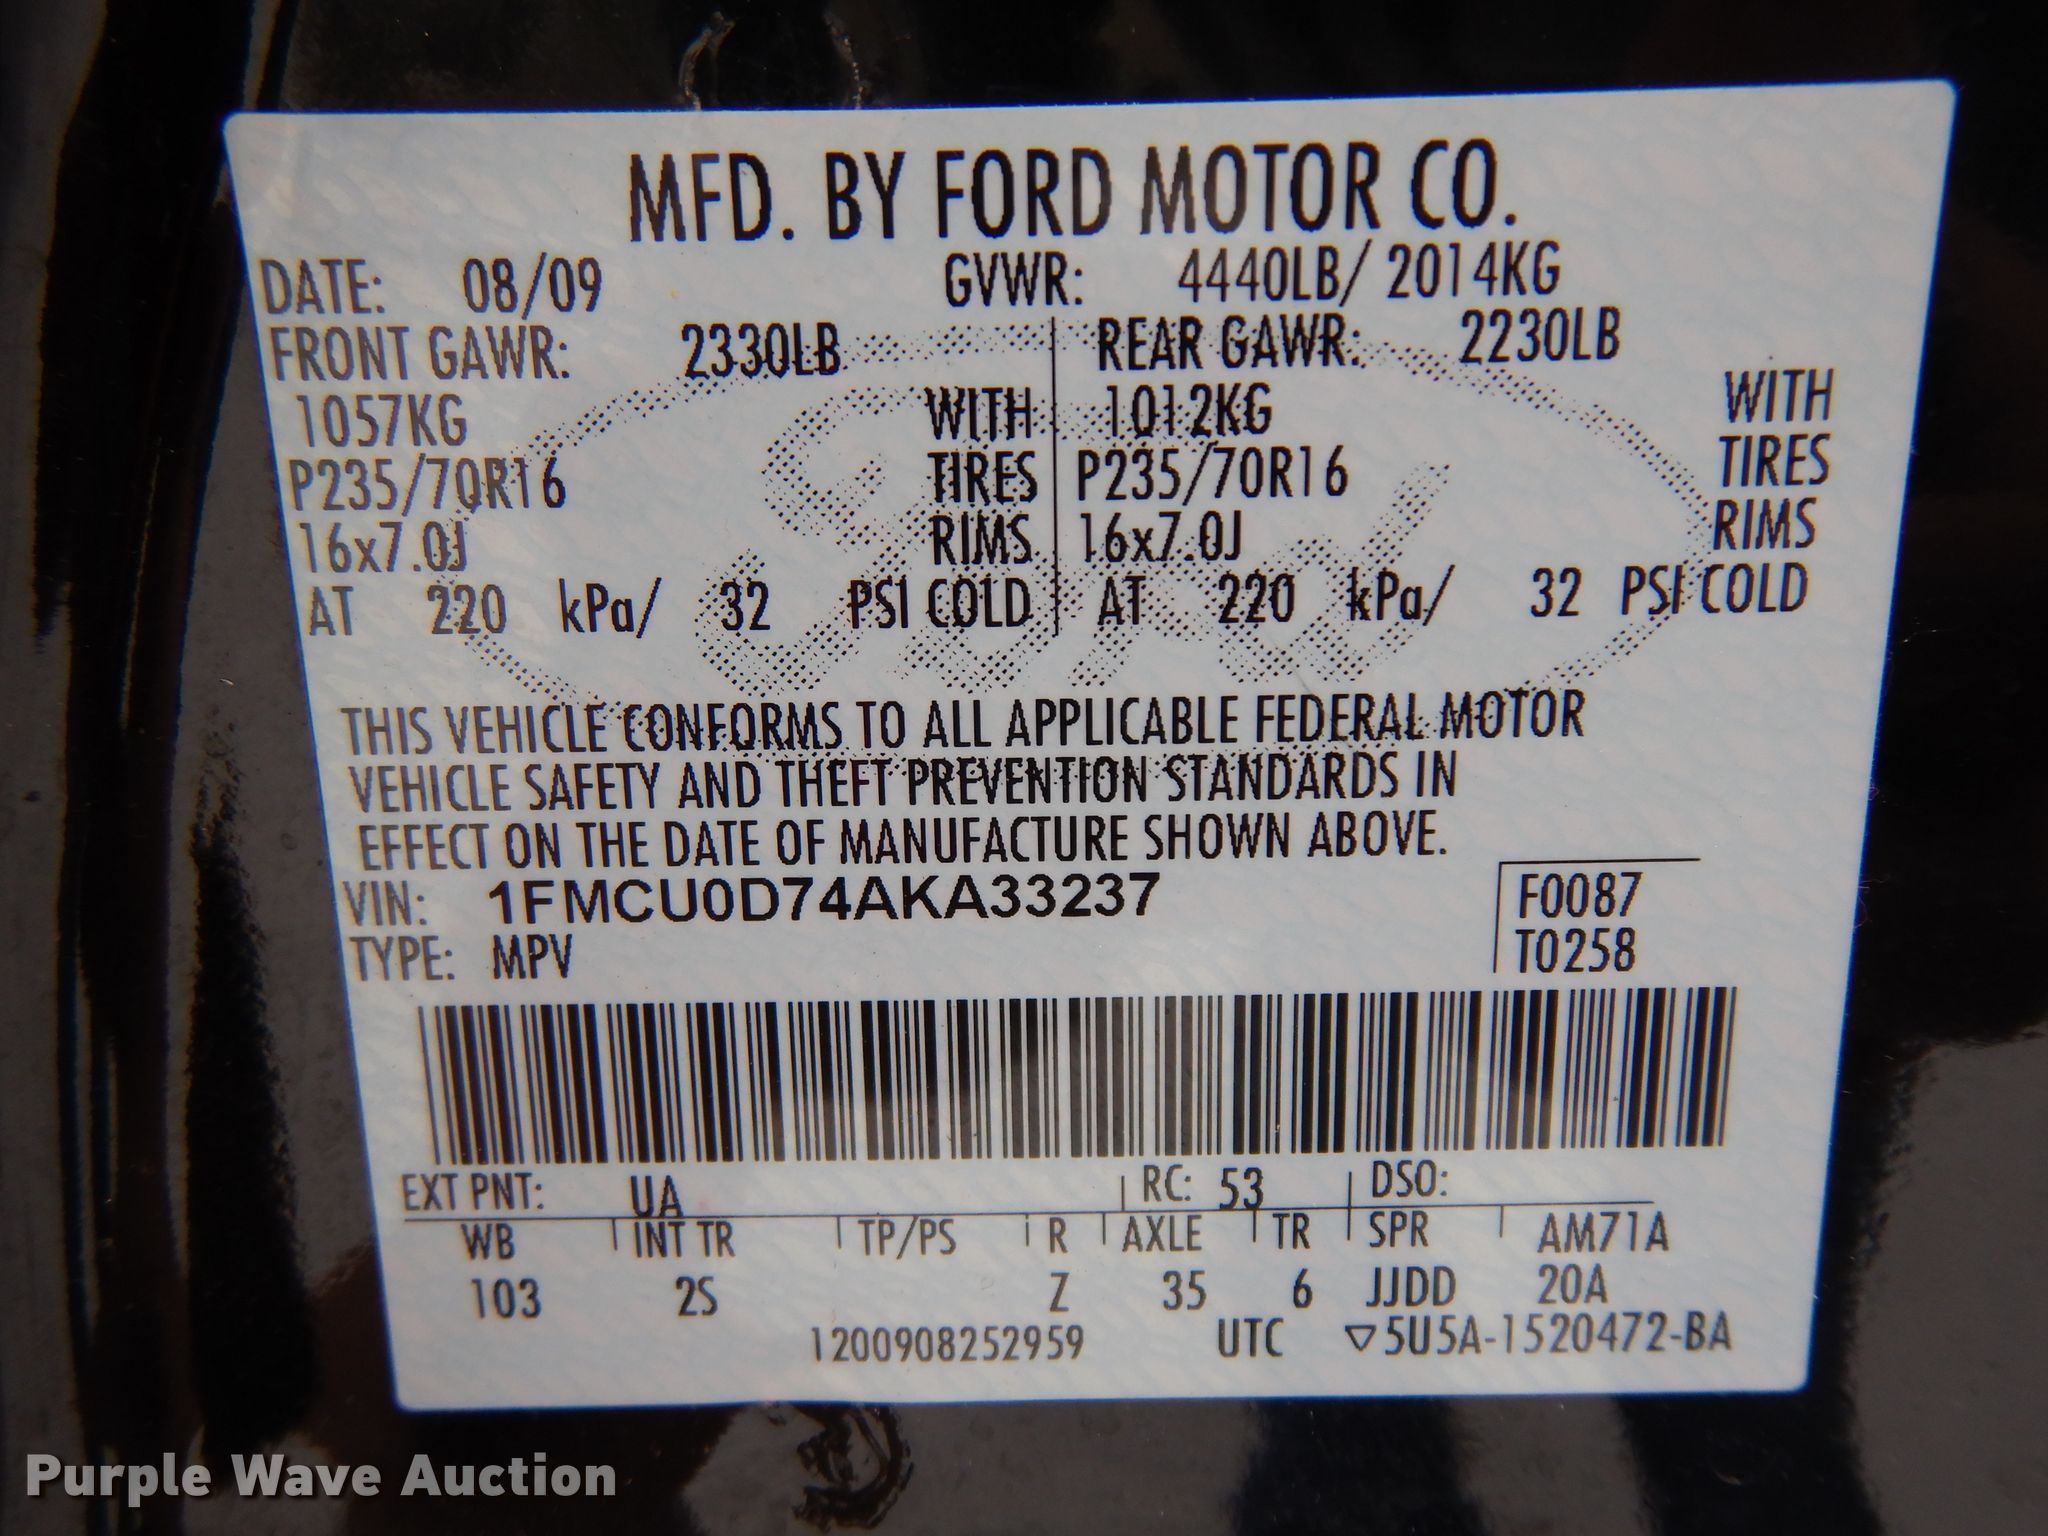 MFD. BY FORD MOTOR CO.
DATE: 08/09 GVWR: 4440LB/ 2014KG
FRONT GAWR: 2330LB REAR GAWR: 2230LB
1057KG WITH 1012KG WITH
P235/70R16 TIRES P235/70R16 TIRES
16x7.0J RIMS 16x7.0J RIMS
AT 220 kPa/ 32 PSI COLD AT 220 kPa/ 32 PSI COLD
Ford
THIS VEHICLE CONFORMS TO ALL APPLICABLE FEDERAL MOTOR
VEHICLE SAFETY AND THEFT PREVENTION STANDARDS IN
EFFECT ON THE DATE OF MANUFACTURE SHOWN ABOVE.
VIN: 1FMCU0D74AKA33237 F0087
TYPE: MPV T0258
EXT PNT: UA RC: 53 DSO:
WB INT TR TP/PS R AXLE TR SPR AM71A
103 2S Z 35 6 JJDD 20A
1200908252959 UTC ▽5U5A-1520472-BA
Purple Wave Auction